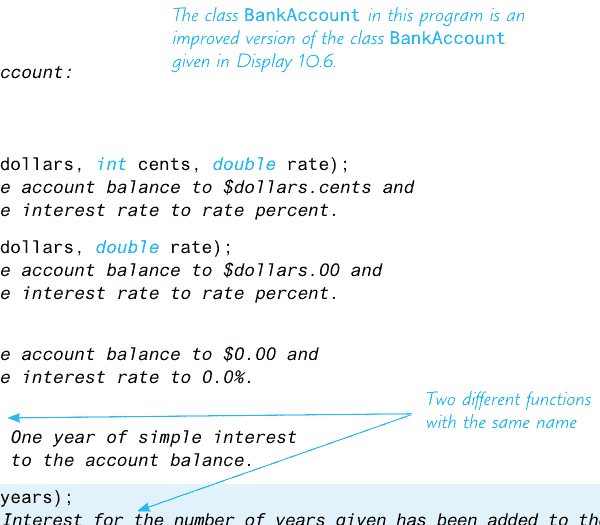 The class BankAccount in this program is an
improved version of the class BankAccount
given in Display 10.6.
ccount:
dollars, int cents, double rate);
e account balance to $dollars.cents and
e interest rate to rate percent.
dollars, double rate);
e account balance to $dollars.00 and
e interest rate to rate percent.
e account balance to $0.00 and
e interest rate to 0.0%.
Two different functions
with the same name
One year of simple interest
to the account balance.
years);
Interest for the number of years given has been added to the